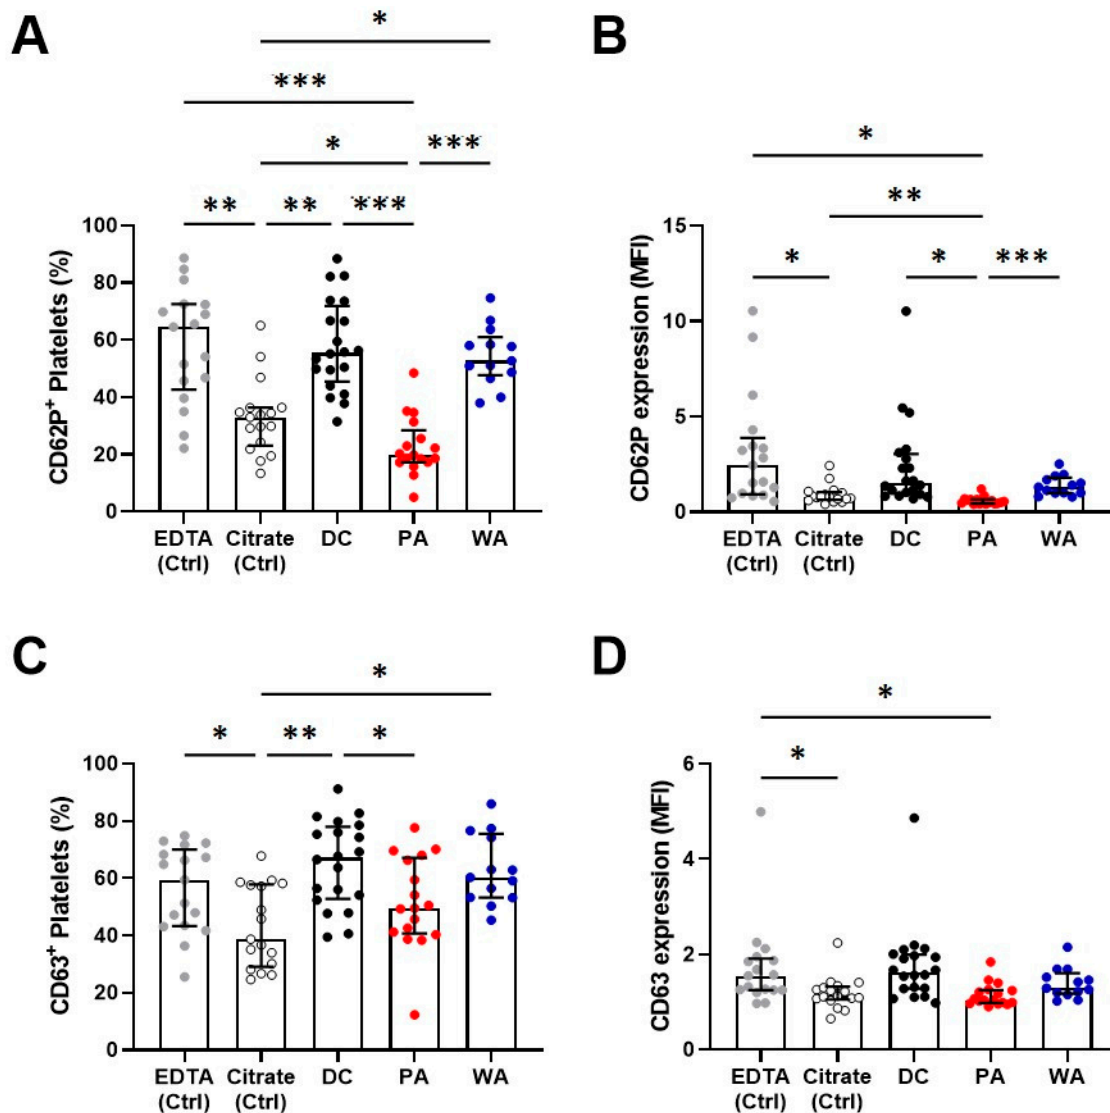 A
*
***
*
***
**
**
***
CD62P+ Platelets (%)
100
80
60
40
20
0
EDTA
(Ctrl)
Citrate
(Ctrl)
DC
PA
WA
B
*
**
*
*
***
CD62P expression (MFI)
15
10
5
0
EDTA
(Ctrl)
Citrate
(Ctrl)
DC
PA
WA
C
*
*
**
*
CD63+ Platelets (%)
100
80
60
40
20
0
EDTA
(Ctrl)
Citrate
(Ctrl)
DC
PA
WA
D
*
*
CD63 expression (MFI)
6
4
2
0
EDTA
(Ctrl)
Citrate
(Ctrl)
DC
PA
WA